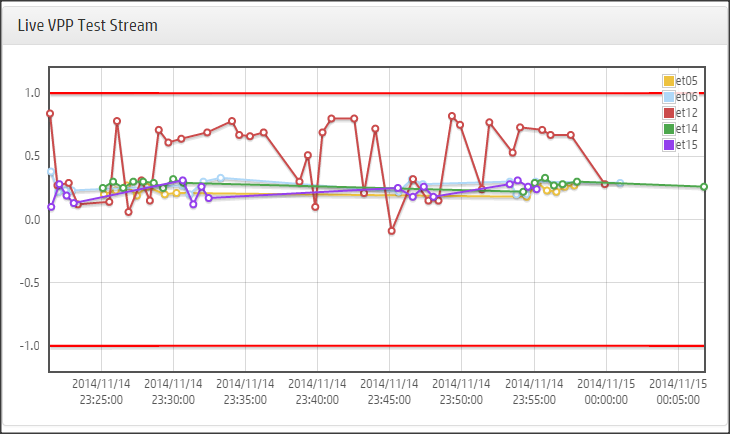 Live VPP Test Stream
et05
et06
et12
et14
et15
1.0
0.5
0.0
-0.5
-1.0
2014/11/14 2014/11/14 2014/11/14 2014/11/14 2014/11/14 2014/11/14 2014/11/14 2014/11/15 2014/11/15
23:25:00 23:30:00 23:35:00 23:40:00 23:45:00 23:50:00 23:55:00 00:00:00 00:05:00